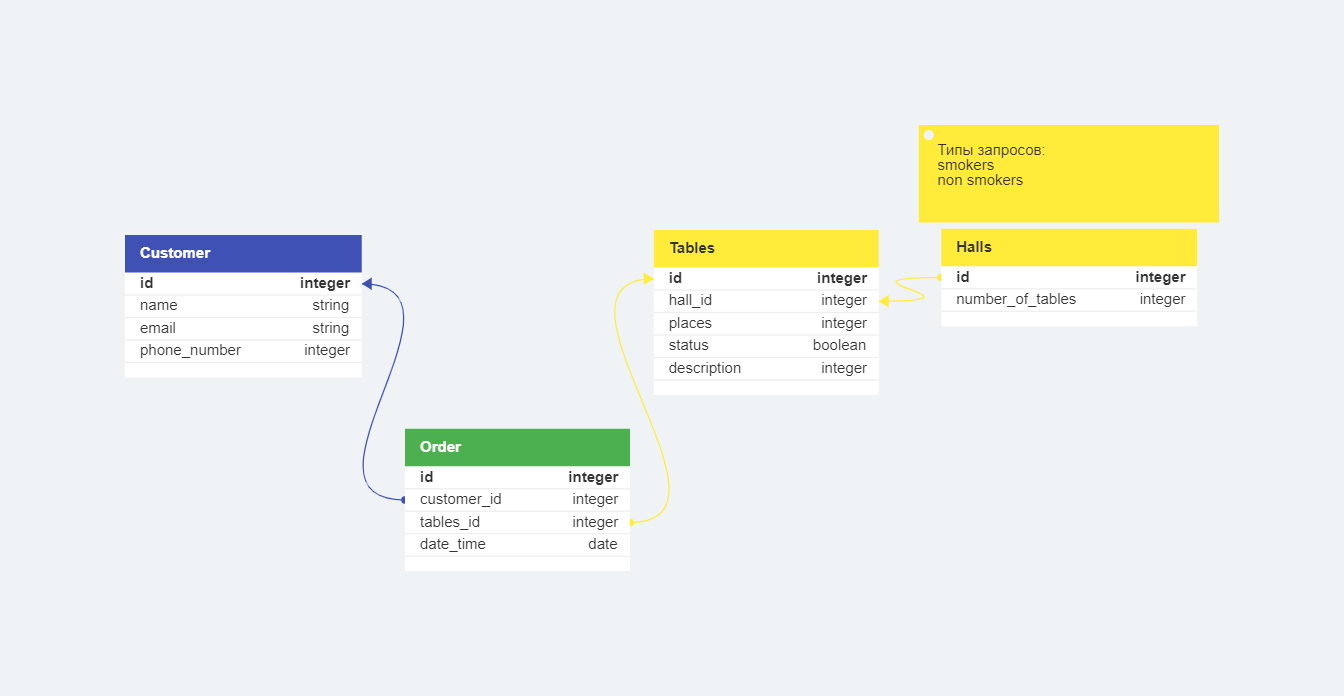 Типы запросов:
smokers
non smokers
Customer
id integer
name string
email string
phone_number integer
Tables
id integer
hall_id integer
places integer
status boolean
description integer
Halls
id integer
number_of_tables integer
Order
id integer
customer_id integer
tables_id integer
date_time date